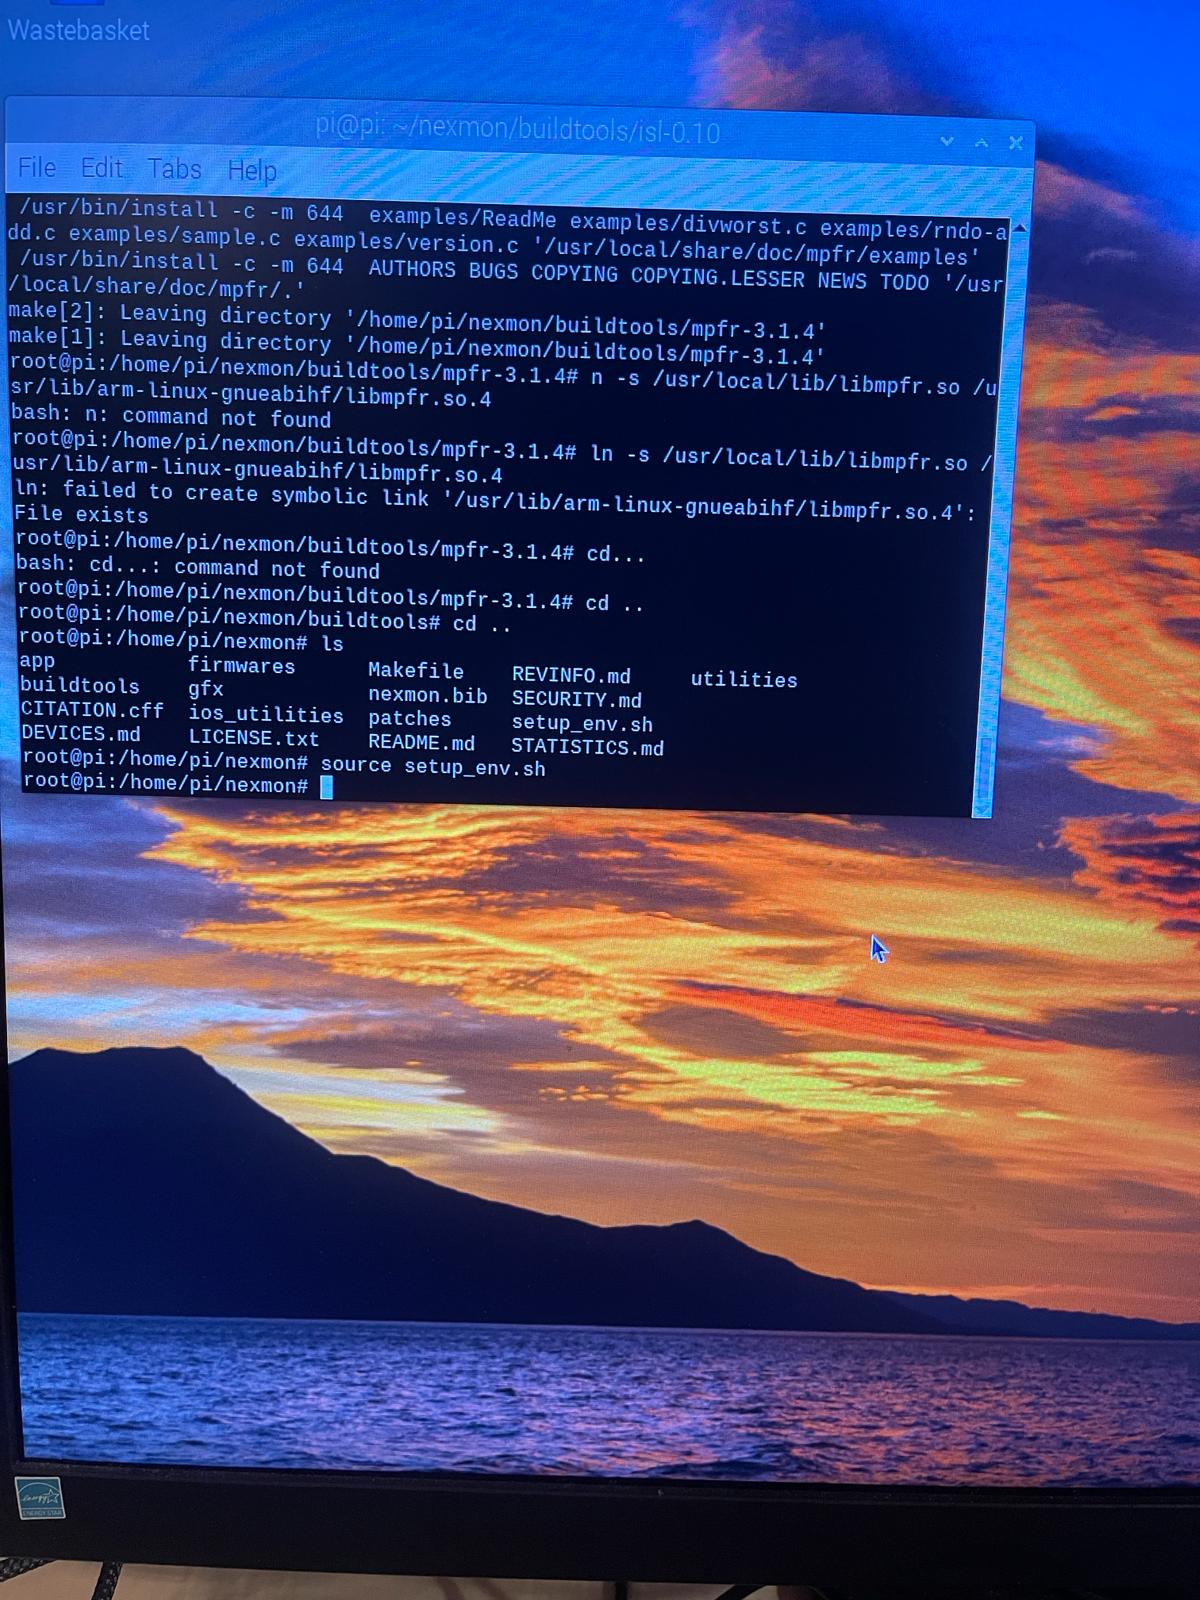 Wastebasket
pi@pi: ~/nexmon/buildtools/isl-0.10
File Edit Tabs Help
/usr/bin/install -c -m 644  examples/ReadMe examples/divworst.c examples/rndo-a
dd.c examples/sample.c examples/version.c '/usr/local/share/doc/mpfr/examples'
/usr/bin/install -c -m 644  AUTHORS BUGS COPYING COPYING.LESSER NEWS TODO '/usr
/local/share/doc/mpfr/.'
make[2]: Leaving directory '/home/pi/nexmon/buildtools/mpfr-3.1.4'
make[1]: Leaving directory '/home/pi/nexmon/buildtools/mpfr-3.1.4'
root@pi:/home/pi/nexmon/buildtools/mpfr-3.1.4# n -s /usr/local/lib/libmpfr.so /u
sr/lib/arm-linux-gnueabihf/libmpfr.so.4
bash: n: command not found
root@pi:/home/pi/nexmon/buildtools/mpfr-3.1.4# ln -s /usr/local/lib/libmpfr.so /
usr/lib/arm-linux-gnueabihf/libmpfr.so.4
ln: failed to create symbolic link '/usr/lib/arm-linux-gnueabihf/libmpfr.so.4':
File exists
root@pi:/home/pi/nexmon/buildtools/mpfr-3.1.4# cd...
bash: cd...: command not found
root@pi:/home/pi/nexmon/buildtools/mpfr-3.1.4# cd ..
root@pi:/home/pi/nexmon/buildtools# cd ..
root@pi:/home/pi/nexmon# ls
app firmwares Makefile REVINFO.md utilities
buildtools gfx nexmon.bib SECURITY.md
CITATION.cff ios_utilities patches setup_env.sh
DEVICES.md LICENSE.txt README.md STATISTICS.md
root@pi:/home/pi/nexmon# source setup_env.sh
root@pi:/home/pi/nexmon#
energy
ENERGY STAR